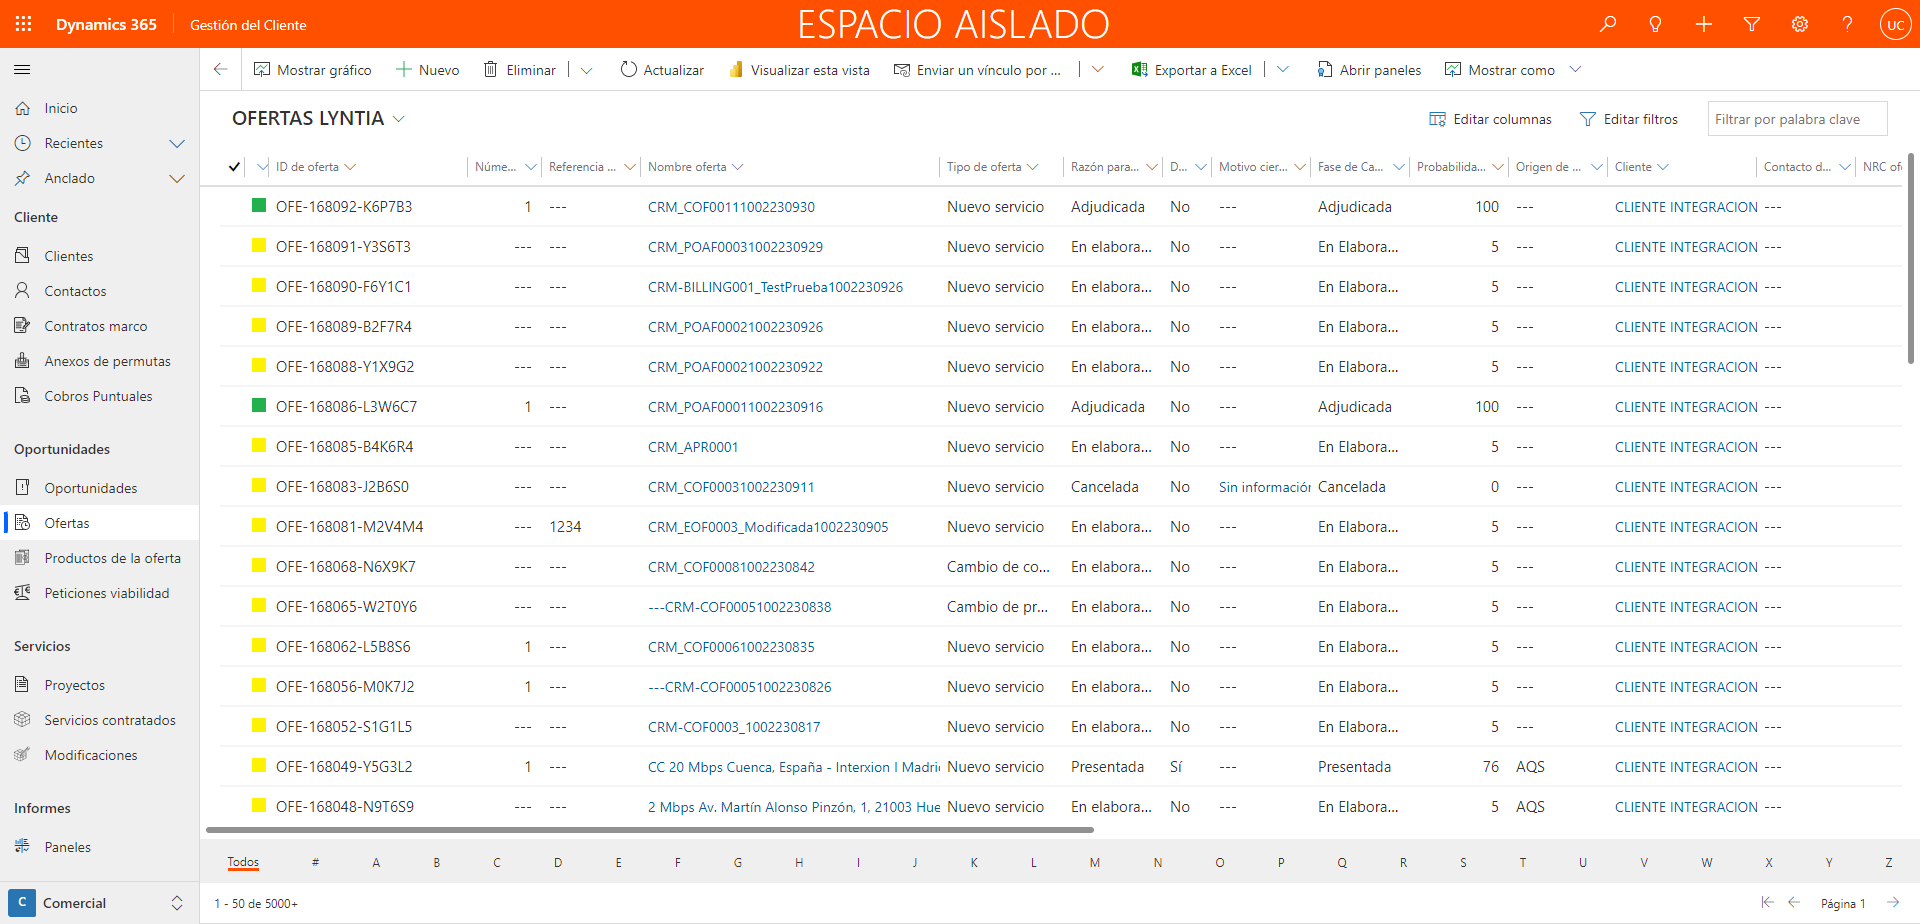 Dynamics 365 Gestión del Cliente ESPACIO AISLADO UC
Mostrar gráfico Nuevo Eliminar Actualizar Visualizar esta vista Enviar un vínculo por ... Exportar a Excel Abrir paneles Mostrar como
Inicio
Recientes
Anclado
Cliente
Clientes
Contactos
Contratos marco
Anexos de permutas
Cobros Puntuales
Oportunidades
Oportunidades
Ofertas
Productos de la oferta
Peticiones viabilidad
Servicios
Proyectos
Servicios contratados
Modificaciones
Informes
Paneles
C Comercial
OFERTAS LYNTIA Editar columnas Editar filtros Filtrar por palabra clave
ID de oferta Núme... Referencia ... Nombre oferta Tipo de oferta Razón para... D... Motivo cier... Fase de Ca... Probabilida... Origen de ... Cliente Contacto d... NRC of
OFE-168092-K6P7B3 1 --- CRM_COF00111002230930 Nuevo servicio Adjudicada No --- Adjudicada 100 --- CLIENTE INTEGRACION ---
OFE-168091-Y3S6T3 --- --- CRM_POAF00031002230929 Nuevo servicio En elabora... No --- En Elabora... 5 --- CLIENTE INTEGRACION ---
OFE-168090-F6Y1C1 --- --- CRM-BILLING001_TestPrueba1002230926 Nuevo servicio En elabora... No --- En Elabora... 5 --- CLIENTE INTEGRACION ---
OFE-168089-B2F7R4 --- --- CRM_POAF00021002230926 Nuevo servicio En elabora... No --- En Elabora... 5 --- CLIENTE INTEGRACION ---
OFE-168088-Y1X9G2 --- --- CRM_POAF00021002230922 Nuevo servicio En elabora... No --- En Elabora... 5 --- CLIENTE INTEGRACION ---
OFE-168086-L3W6C7 1 --- CRM_POAF00011002230916 Nuevo servicio Adjudicada No --- Adjudicada 100 --- CLIENTE INTEGRACION ---
OFE-168085-B4K6R4 --- --- CRM_APR0001 Nuevo servicio En elabora... No --- En Elabora... 5 --- CLIENTE INTEGRACION ---
OFE-168083-J2B6S0 --- --- CRM_COF00031002230911 Nuevo servicio Cancelada No Sin información Cancelada 0 --- CLIENTE INTEGRACION ---
OFE-168081-M2V4M4 --- 1234 CRM_EOF0003_Modificada1002230905 Nuevo servicio En elabora... No --- En Elabora... 5 --- CLIENTE INTEGRACION ---
OFE-168068-N6X9K7 --- --- CRM_COF00081002230842 Cambio de co... En elabora... No --- En Elabora... 5 --- CLIENTE INTEGRACION ---
OFE-168065-W2T0Y6 --- --- ---CRM-COF00051002230838 Cambio de pr... En elabora... No --- En Elabora... 5 --- CLIENTE INTEGRACION ---
OFE-168062-L5B8S6 1 --- CRM_COF00061002230835 Nuevo servicio En elabora... No --- En Elabora... 5 --- CLIENTE INTEGRACION ---
OFE-168056-M0K7J2 1 --- ---CRM-COF00051002230826 Nuevo servicio En elabora... No --- En Elabora... 5 --- CLIENTE INTEGRACION ---
OFE-168052-S1G1L5 --- --- CRM-COF0003_1002230817 Nuevo servicio En elabora... No --- En Elabora... 5 --- CLIENTE INTEGRACION ---
OFE-168049-Y5G3L2 1 --- CC 20 Mbps Cuenca, España - Interxion I Madri Nuevo servicio Presentada Sí --- Presentada 76 AQS CLIENTE INTEGRACION ---
OFE-168048-N9T6S9 --- --- 2 Mbps Av. Martín Alonso Pinzón, 1, 21003 Hue Nuevo servicio En elabora... No --- En Elabora... 5 AQS CLIENTE INTEGRACION ---
Todos # A B C D E F G H I J K L M N O P Q R S T U V W X Y Z
1 - 50 de 5000+ Página 1